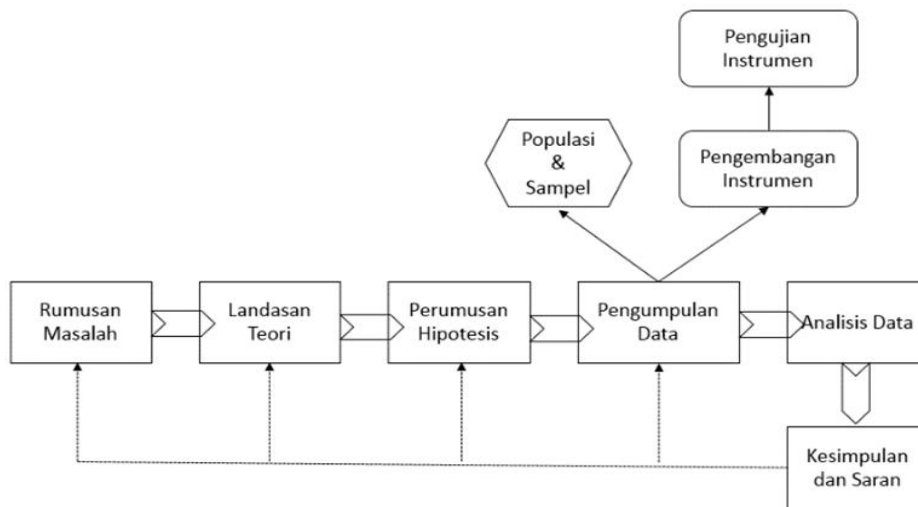 Pengujian
Instrumen
Populasi
&
Sampel
Pengembangan
Instrumen
Rumusan
Masalah
Landasan
Teori
Perumusan
Hipotesis
Pengumpulan
Data
Analisis Data
Kesimpulan
dan Saran